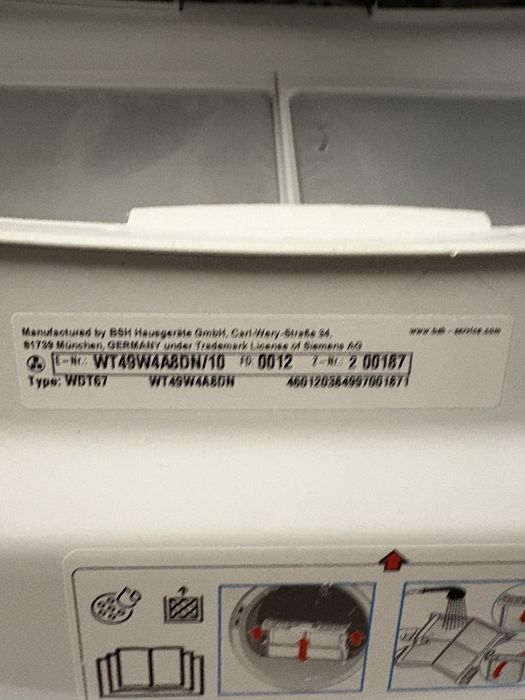 Manufactured by BSH Hausgeräte GmbH, Carl-Wery-Straße 34,
www.bsh-service.com
81739 München, GERMANY under Trademark License of Siemens AG
E-Nr.: WT49W4A8DN/10 FD 0012 Z-Nr.: 2 00187
Type: WDT67 WT49W4A8DN 460120364997001871